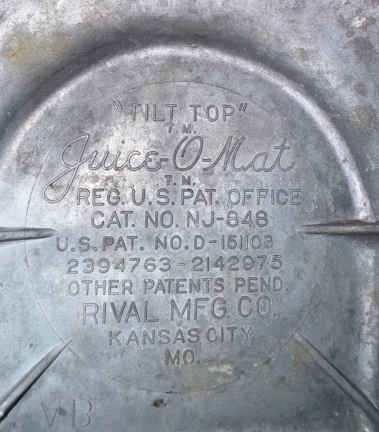 "TILT TOP"
T.M.
Juice-O-Mat
T.M.
REG. U.S. PAT. OFFICE
CAT. NO. NJ-848
U.S. PAT. NO. D-151103
2394763-2142975
OTHER PATENTS PEND.
RIVAL MFG. CO.
KANSAS CITY,
MO.
VB